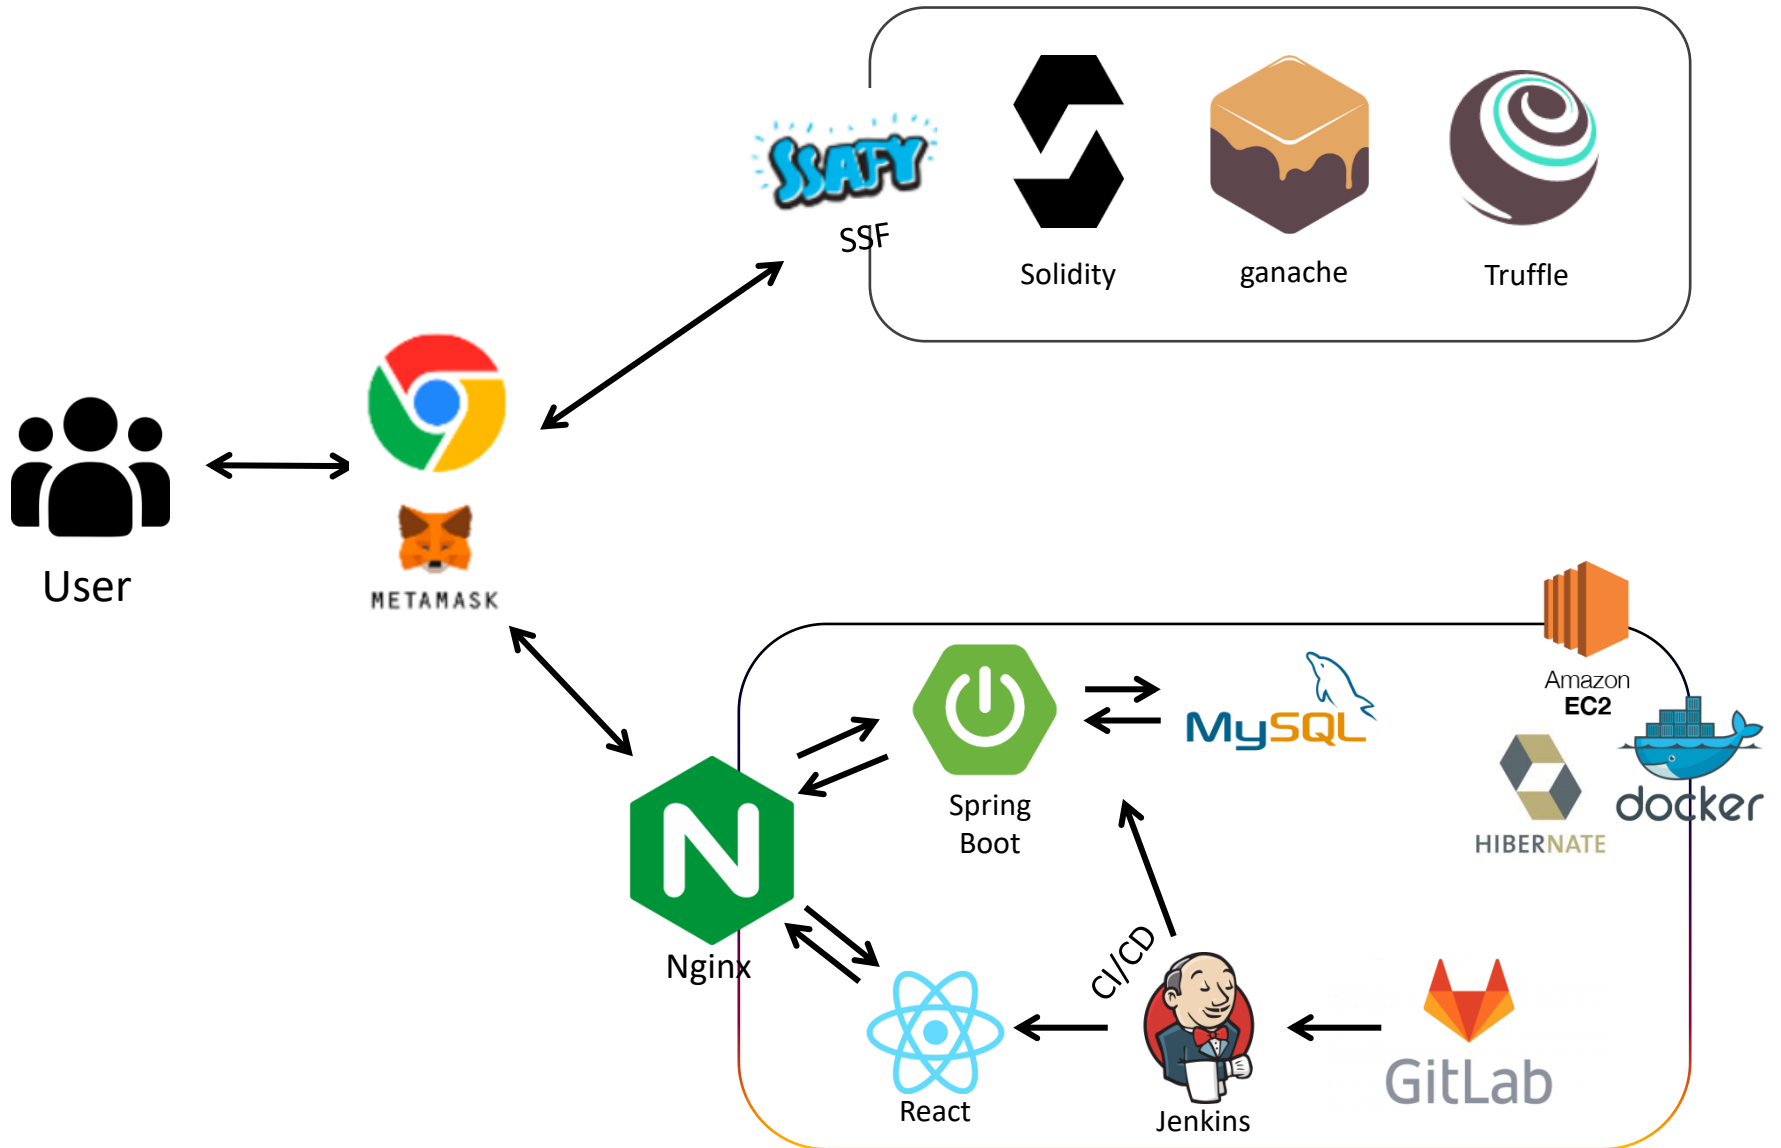 SSAFY
SSF
Solidity
ganache
Truffle
User
METAMASK
Amazon
EC2
MySQL
Spring
Boot
HIBERNATE
docker
Nginx
CI/CD
React
Jenkins
GitLab